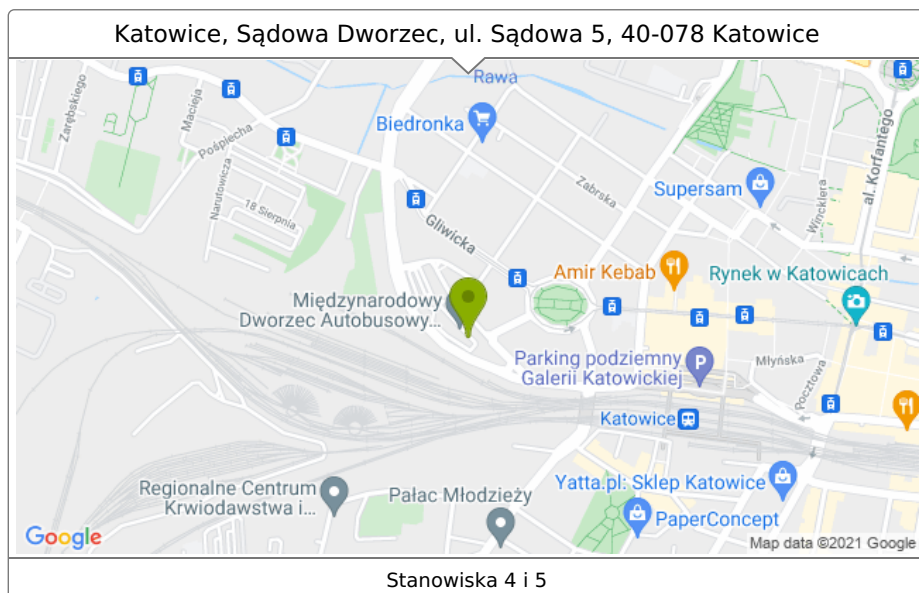 Katowice, Sądowa Dworzec, ul. Sądowa 5, 40-078 Katowice
Rawa
Zarębskiego
Macieja
Biedronka
Pośpiecha
al. Korfantego
Zabrska
Supersam
Wincklera
Narutowicza
18 Sierpnia
Gliwicka
Amir Kebab
Rynek w Katowicach
Międzynarodowy
Dworzec Autobusowy...
Parking podziemny
Galerii Katowickiej
P
Młyńska
Pocztowa
Katowice
Regionalne Centrum
Krwiodawstwa i...
Pałac Młodzieży
Yatta.pl: Sklep Katowice
PaperConcept
Google
Map data ©2021 Google
Stanowiska 4 i 5